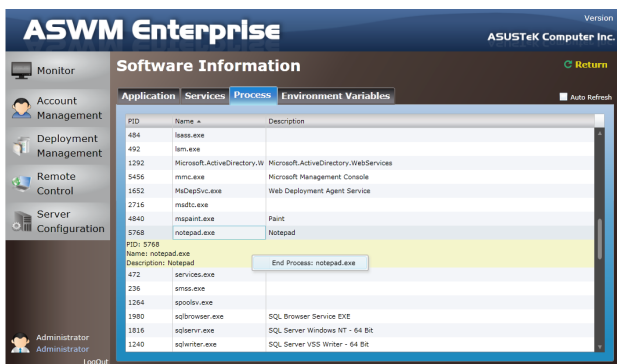 Version
ASWM Enterprise
ASUSTeK Computer Inc.
Monitor
Account
Management
Deployment
Management
Remote
Control
Server
Configuration
Administrator
Administrator
LogOut
Software Information
Return
Application Services Process Environment Variables
Auto Refresh
PID Name Description
484 lsass.exe
492 lsm.exe
1292 Microsoft.ActiveDirectory.W Microsoft.ActiveDirectory.WebServices
5456 mmc.exe Microsoft Management Console
1652 MsDepSvc.exe Web Deployment Agent Service
2716 msdtc.exe
4840 mspaint.exe Paint
5768 notepad.exe Notepad
PID: 5768
Name: notepad.exe
Description: Notepad
End Process: notepad.exe
472 services.exe
236 smss.exe
1264 spoolsv.exe
1980 sqlbrowser.exe SQL Browser Service EXE
1816 sqlservr.exe SQL Server Windows NT - 64 Bit
1240 sqlwriter.exe SQL Server VSS Writer - 64 Bit